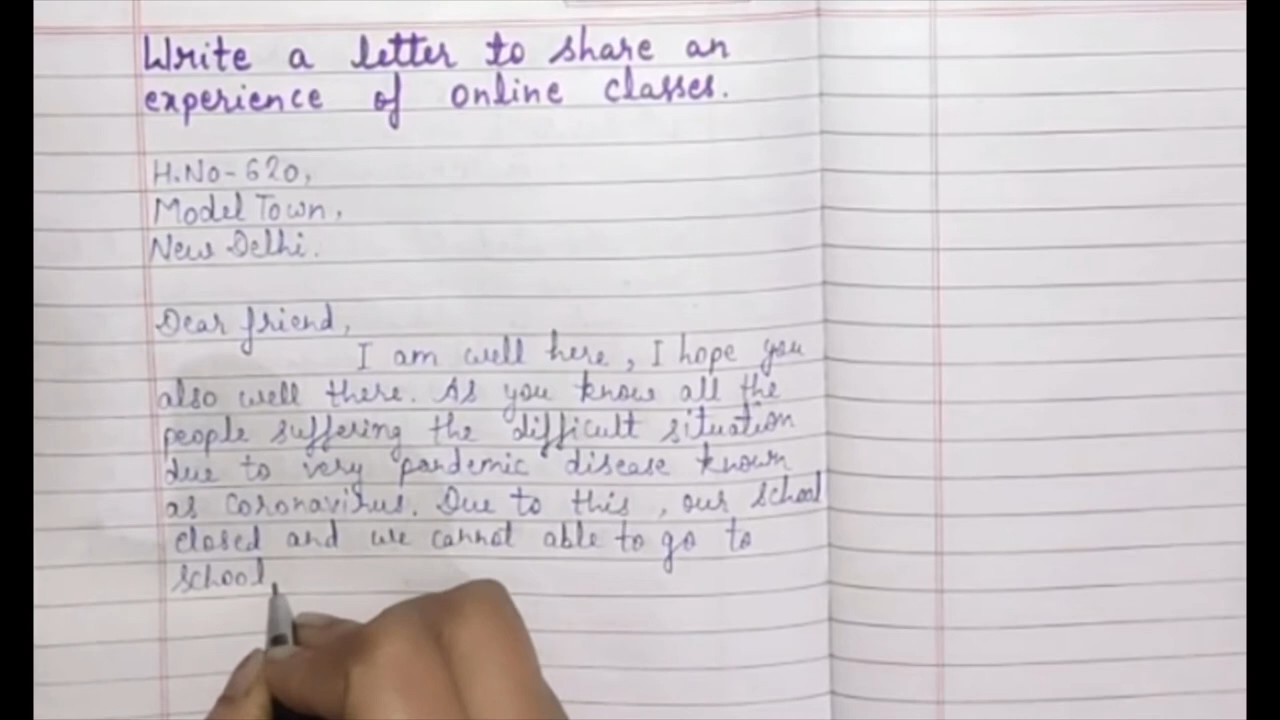 Write a letter to share an
experience of online classes.
H.No-620,
Model Town,
New Delhi.
Dear friend,
I am well here, I hope you
also well there. As you know all the
people suffering the difficult situation
due to very pandemic disease known
as coronavirus. Due to this, our school
closed and we cannot able to go to
school